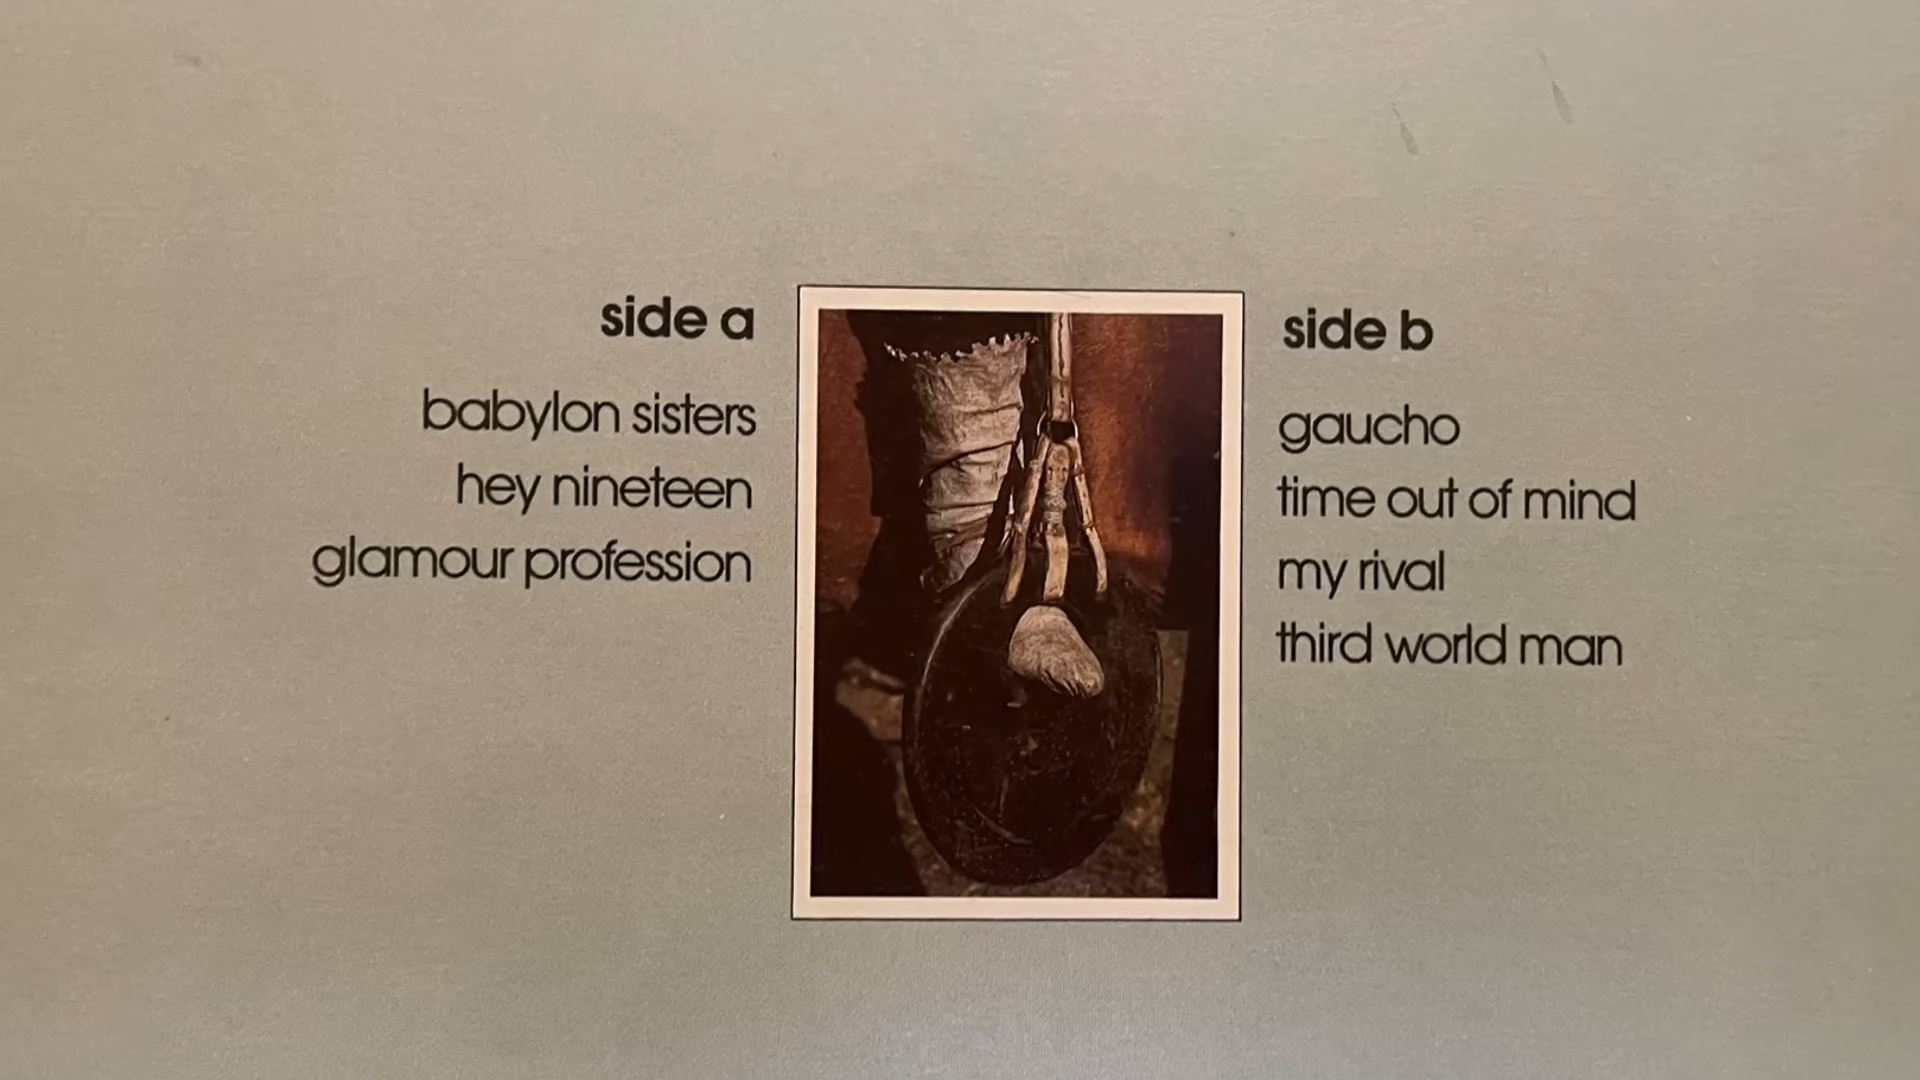 side a
babylon sisters
hey nineteen
glamour profession
side b
gaucho
time out of mind
my rival
third world man